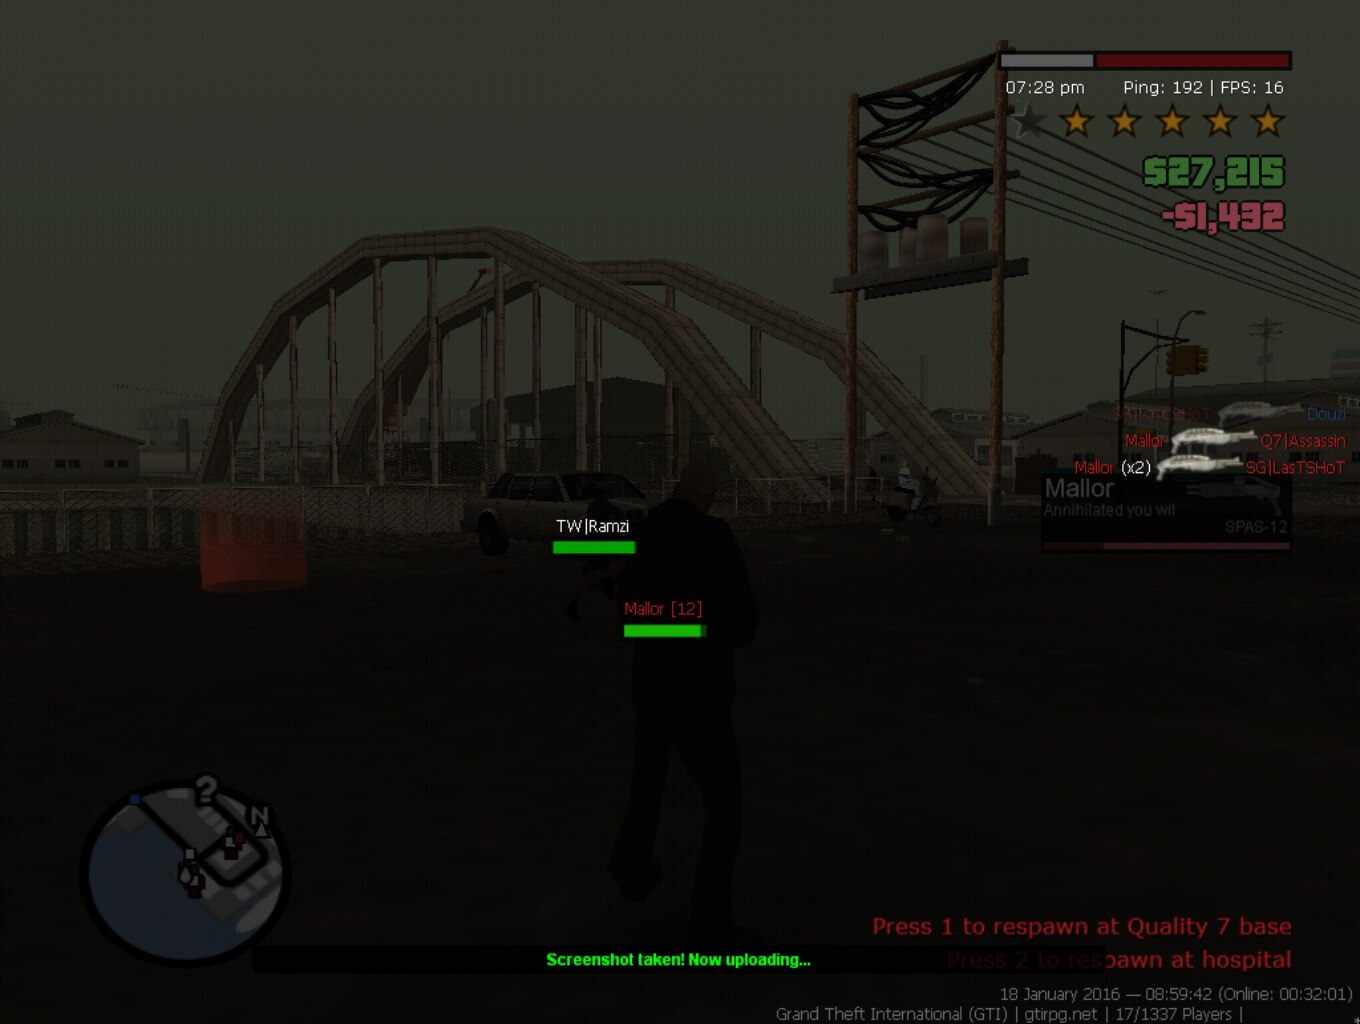 07:28 pm Ping: 192 | FPS: 16
$27,215
-$1,432
Douzi
Mallor Q7|Assassin
Mallor (x2) SG|LasTSHoT
Mallor
Annihilated you wif
SPAS-12
TW|Ramzi
Mallor [12]
N
Press 1 to respawn at Quality 7 base
Press 2 to respawn at hospital
Screenshot taken! Now uploading...
18 January 2016 — 08:59:42 (Online: 00:32:01)
Grand Theft International (GTI) | gtirpg.net | 17/1337 Players |